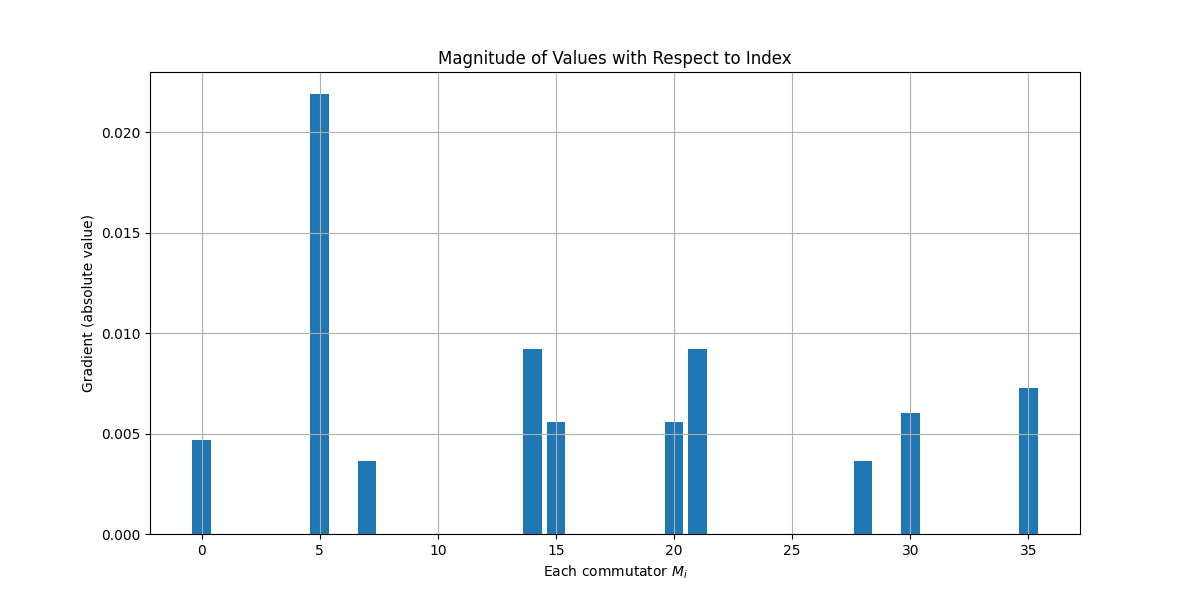 Magnitude of Values with Respect to Index
Gradient (absolute value)
0.020
0.015
0.010
0.005
0.000
0 5 10 15 20 25 30 35
Each commutator $M_i$